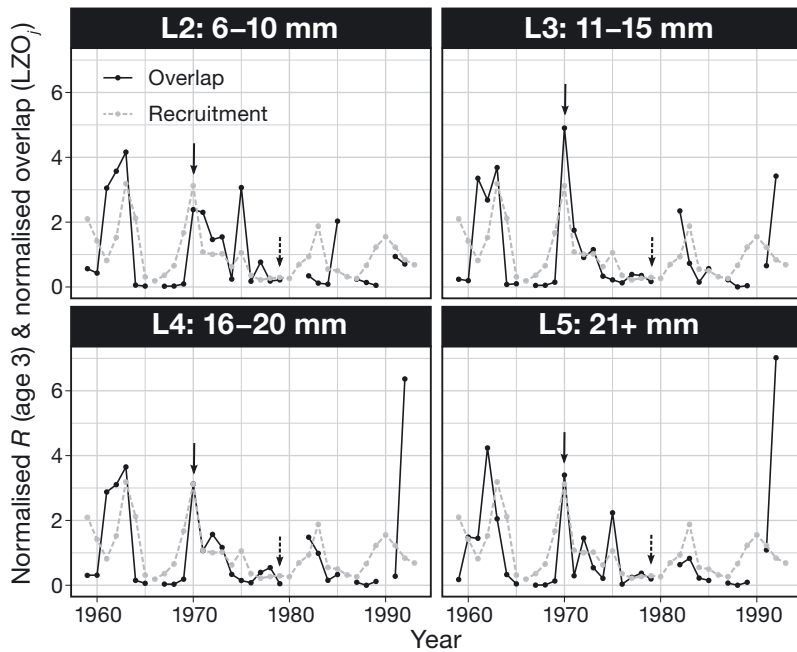 Normalised R (age 3) & normalised overlap (LZOj)
L2: 6–10 mm
L3: 11–15 mm
Overlap
Recruitment
6
4
2
0
L4: 16–20 mm
L5: 21+ mm
6
4
2
0
1960 1970 1980 1990 1960 1970 1980 1990
Year